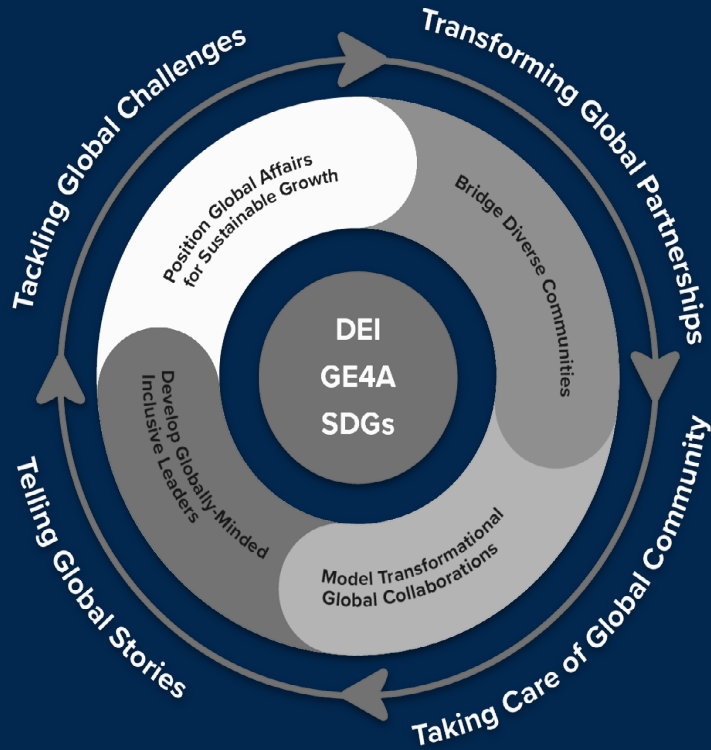 Tackling Global Challenges
Transforming Global Partnerships
Position Global Affairs
for Sustainable Growth
Bridge Diverse Communities
DEI
GE4A
SDGs
Develop Globally-Minded
Inclusive Leaders
Model Transformational
Global Collaborations
Telling Global Stories
Taking Care of Global Community